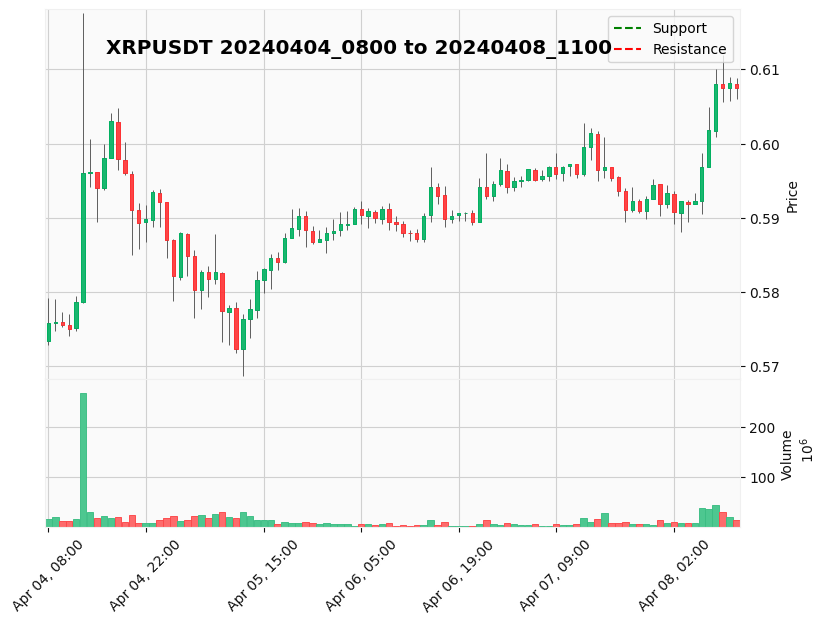 XRPUSDT 20240404_0800 to 20240408_1100
Support
Resistance
0.61
0.60
0.59
0.58
0.57
Price
200
100
Volume
10^6
Apr 04, 08:00
Apr 04, 22:00
Apr 05, 15:00
Apr 06, 05:00
Apr 06, 19:00
Apr 07, 09:00
Apr 08, 02:00